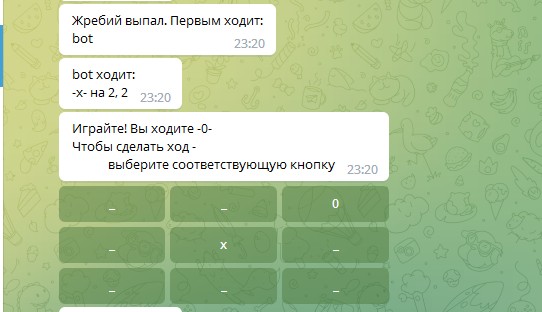 Жребий выпал. Первым ходит:
bot
23:20
bot ходит:
-x- на 2, 2
23:20
Играйте! Вы ходите -0-
Чтобы сделать ход -
выберите соответствующую кнопку
23:20
_ _ 0
_ x _
_ _ _